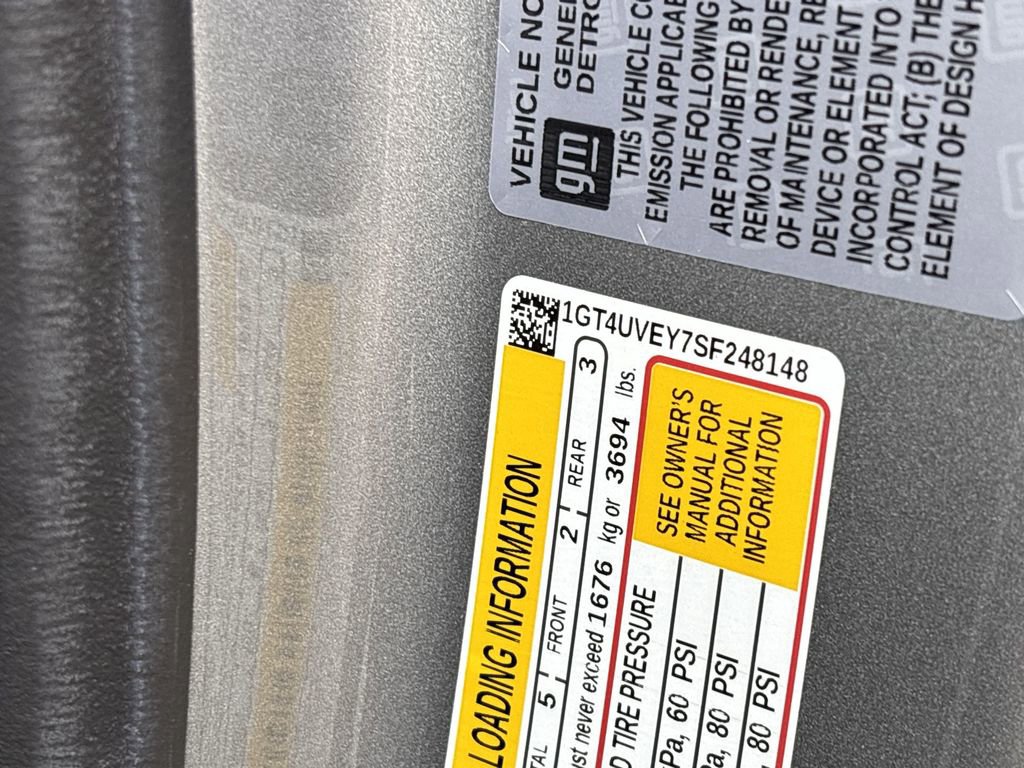 VEHICLE
gm
GENE
DETRO
THIS VEHICLE
EMISSION
THE FOLLOWING
ARE PROHIBITED BY
REMOVAL OR RENDE
OF MAINTENANCE,
DEVICE OR ELEMENT
INCORPORATED INTO
CONTROL ACT; (B) THE
ELEMENT OF DESIGN
1GT4UVEY7SF248148
LOADING INFORMATION
TAL 5 FRONT 2 REAR 3
ust never exceed 1676 kg or 3694 lbs.
D TIRE PRESSURE
Pa, 60 PSI
a, 80 PSI
, 80 PSI
SEE OWNER'S
MANUAL FOR
ADDITIONAL
INFORMATION